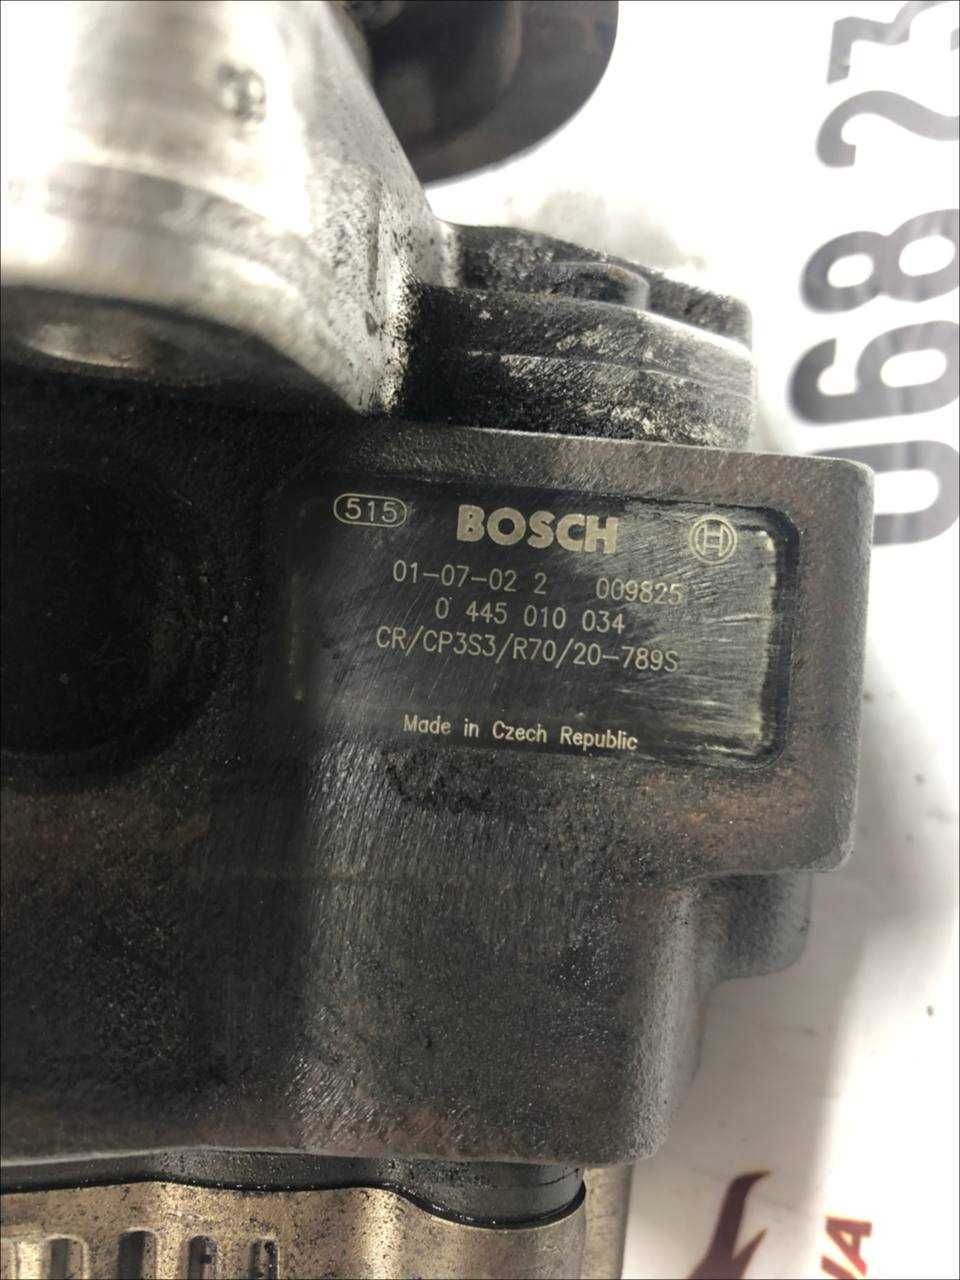 515 BOSCH H
01-07-02 2 009825
0 445 010 034
CR/CP3S3/R70/20-789S
Made in Czech Republic